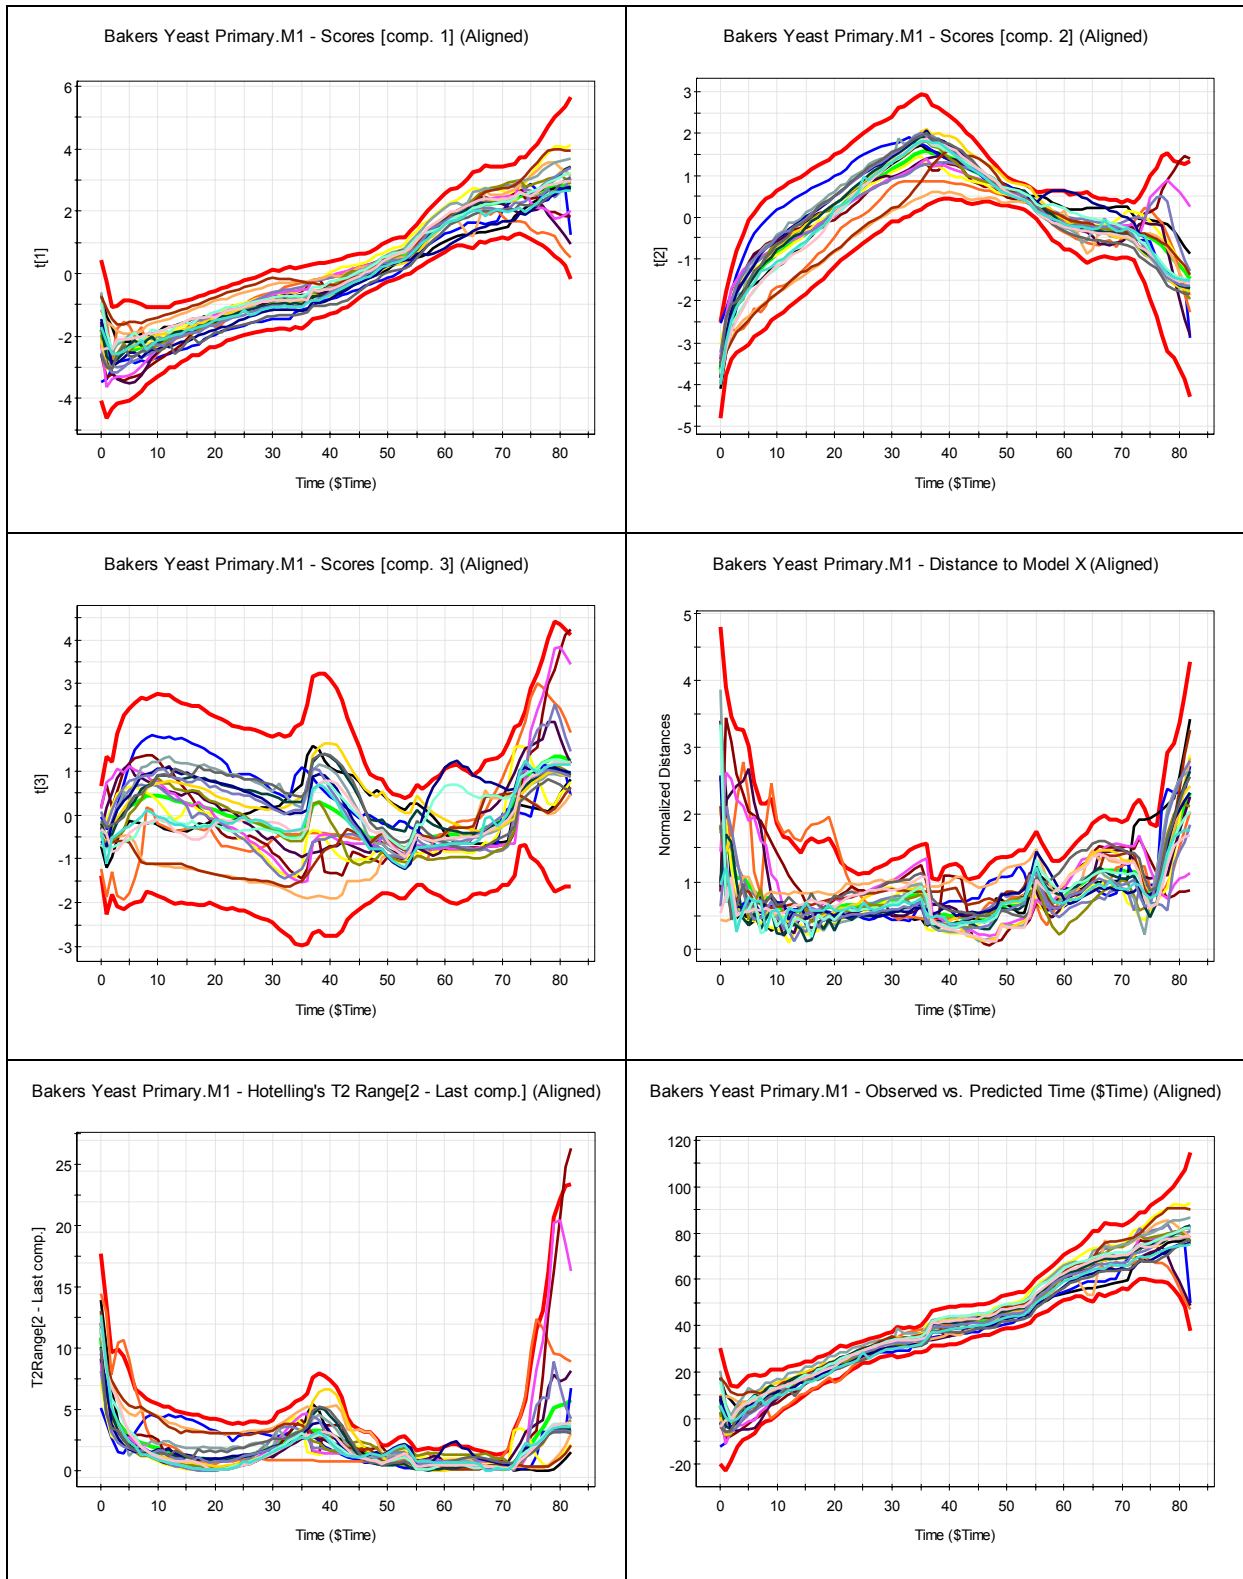 Bakers Yeast Primary.M1 - Scores [comp. 1] (Aligned)
6
4
2
0
-2
-4
t[1]
0 10 20 30 40 50 60 70 80
Time ($Time)
Bakers Yeast Primary.M1 - Scores [comp. 2] (Aligned)
3
2
1
0
-1
-2
-3
-4
-5
t[2]
0 10 20 30 40 50 60 70 80
Time ($Time)
Bakers Yeast Primary.M1 - Scores [comp. 3] (Aligned)
4
3
2
1
0
-1
-2
-3
t[3]
0 10 20 30 40 50 60 70 80
Time ($Time)
Bakers Yeast Primary.M1 - Distance to Model X (Aligned)
5
4
3
2
1
0
Normalized Distances
0 10 20 30 40 50 60 70 80
Time ($Time)
Bakers Yeast Primary.M1 - Hotelling's T2 Range[2 - Last comp.] (Aligned)
25
20
15
10
5
0
T2Range[2 - Last comp.]
0 10 20 30 40 50 60 70 80
Time ($Time)
Bakers Yeast Primary.M1 - Observed vs. Predicted Time ($Time) (Aligned)
120
100
80
60
40
20
0
-20
0 10 20 30 40 50 60 70 80
Time ($Time)